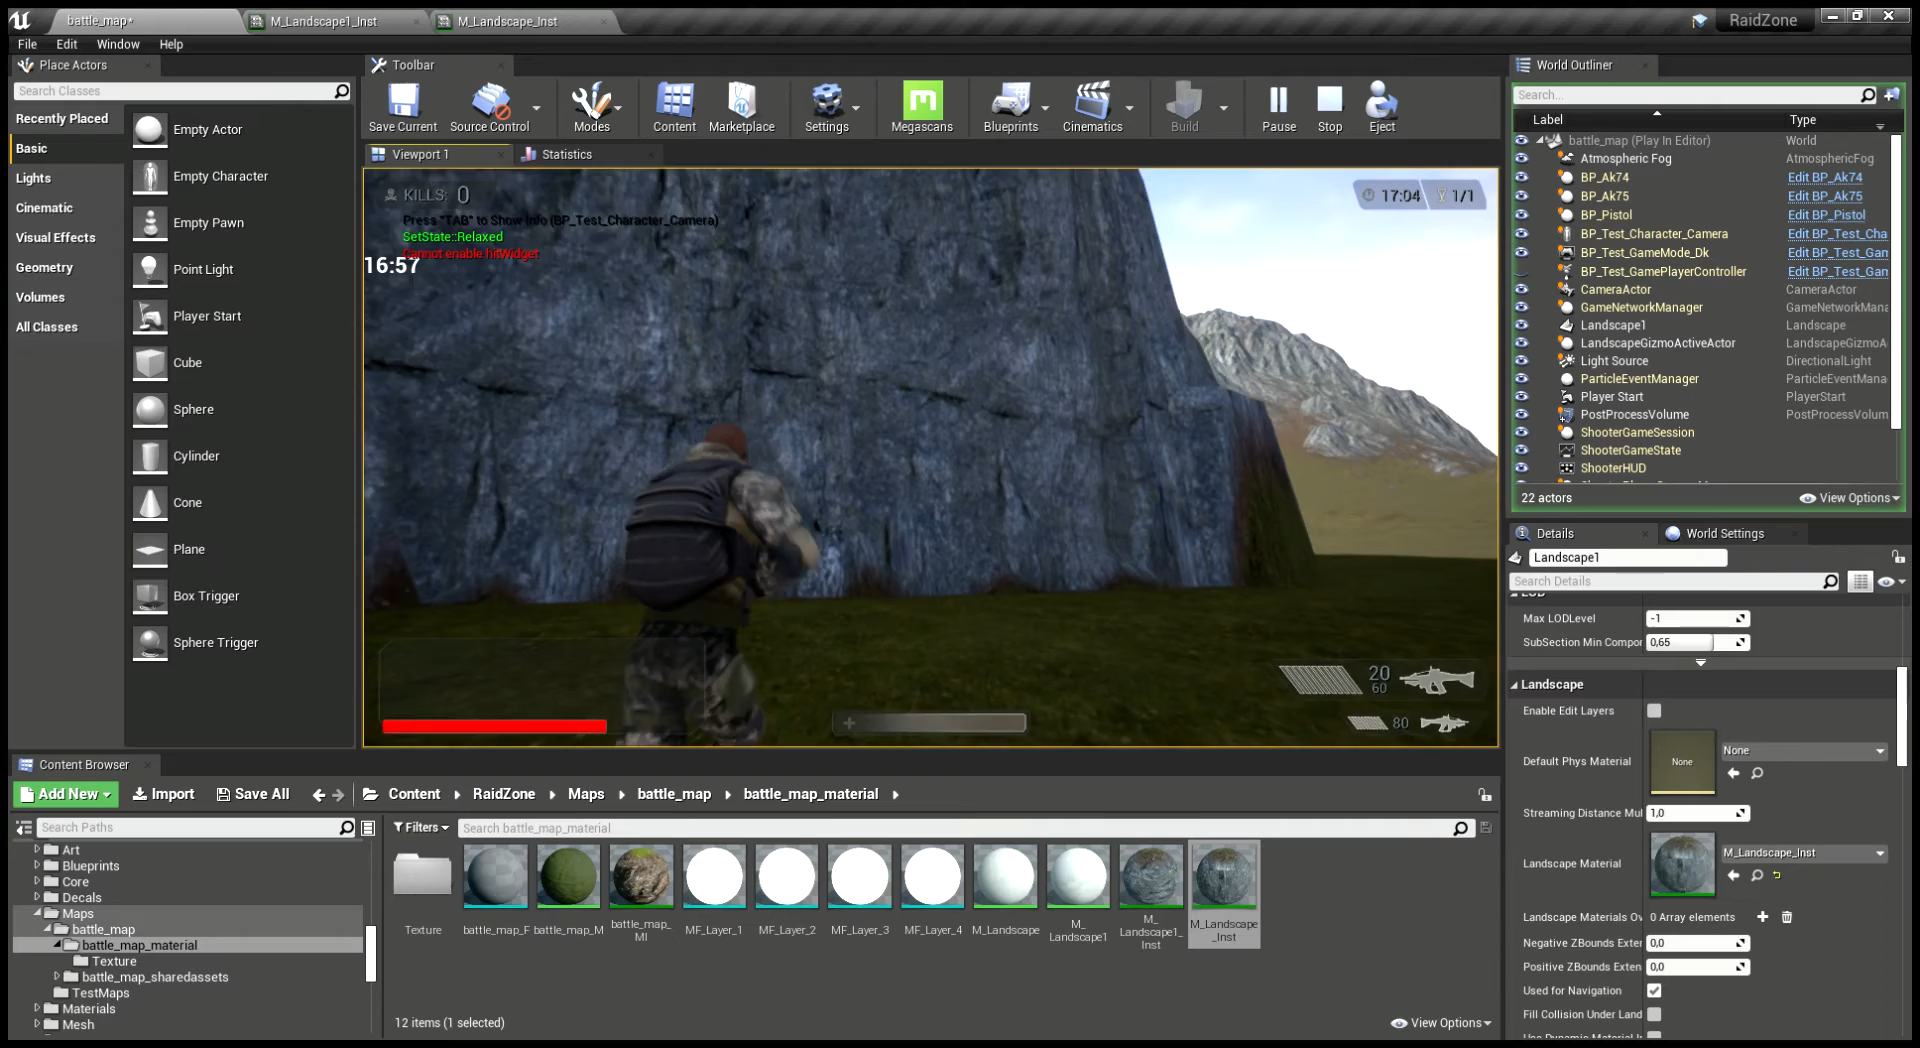 battle_map*
M_Landscape1_Inst
M_Landscape_Inst
RaidZone
File
Edit
Window
Help
Place Actors
Search Classes
Recently Placed
Basic
Lights
Cinematic
Visual Effects
Geometry
Volumes
All Classes
Empty Actor
Empty Character
Empty Pawn
Point Light
Player Start
Cube
Sphere
Cylinder
Cone
Plane
Box Trigger
Sphere Trigger
Toolbar
Save Current
Source Control
Modes
Content
Marketplace
Settings
Megascans
Blueprints
Cinematics
Build
Pause
Stop
Eject
Viewport 1
Statistics
KILLS: 0
Press "TAB" to Show Info (BP_Test_Character_Camera)
SetState::Relaxed
Cannot enable hitWidget
16:57
17:04
1/1
20
60
80
World Outliner
Search...
Label
Type
battle_map (Play In Editor)
World
Atmospheric Fog
AtmosphericFog
BP_Ak74
Edit BP_Ak74
BP_Ak75
Edit BP_Ak75
BP_Pistol
Edit BP_Pistol
BP_Test_Character_Camera
Edit BP_Test_Cha
BP_Test_GameMode_Dk
Edit BP_Test_Gam
BP_Test_GamePlayerController
Edit BP_Test_Gam
CameraActor
CameraActor
GameNetworkManager
GameNetworkMana
Landscape1
Landscape
LandscapeGizmoActiveActor
LandscapeGizmoA
Light Source
DirectionalLight
ParticleEventManager
ParticleEventMana
Player Start
PlayerStart
PostProcessVolume
PostProcessVolum
ShooterGameSession
ShooterGameState
ShooterHUD
22 actors
View Options
Details
World Settings
Landscape1
Search Details
LOD
Max LODLevel
-1
SubSection Min Compor
0,65
Landscape
Enable Edit Layers
Default Phys Material
None
None
Streaming Distance Mul
1,0
Landscape Material
M_Landscape_Inst
Landscape Materials Ov
0 Array elements
Negative ZBounds Exter
0,0
Positive ZBounds Exten
0,0
Used for Navigation
Fill Collision Under Land
Content Browser
Add New
Import
Save All
Content
RaidZone
Maps
battle_map
battle_map_material
Search Paths
Art
Blueprints
Core
Decals
Maps
battle_map
battle_map_material
Texture
battle_map_sharedassets
TestMaps
Materials
Mesh
Filters
Search battle_map_material
Texture
battle_map_F
battle_map_M
battle_map_
MI
MF_Layer_1
MF_Layer_2
MF_Layer_3
MF_Layer_4
M_Landscape
M_
Landscape1
M_
Landscape1_
Inst
M_Landscape
_Inst
12 items (1 selected)
View Options